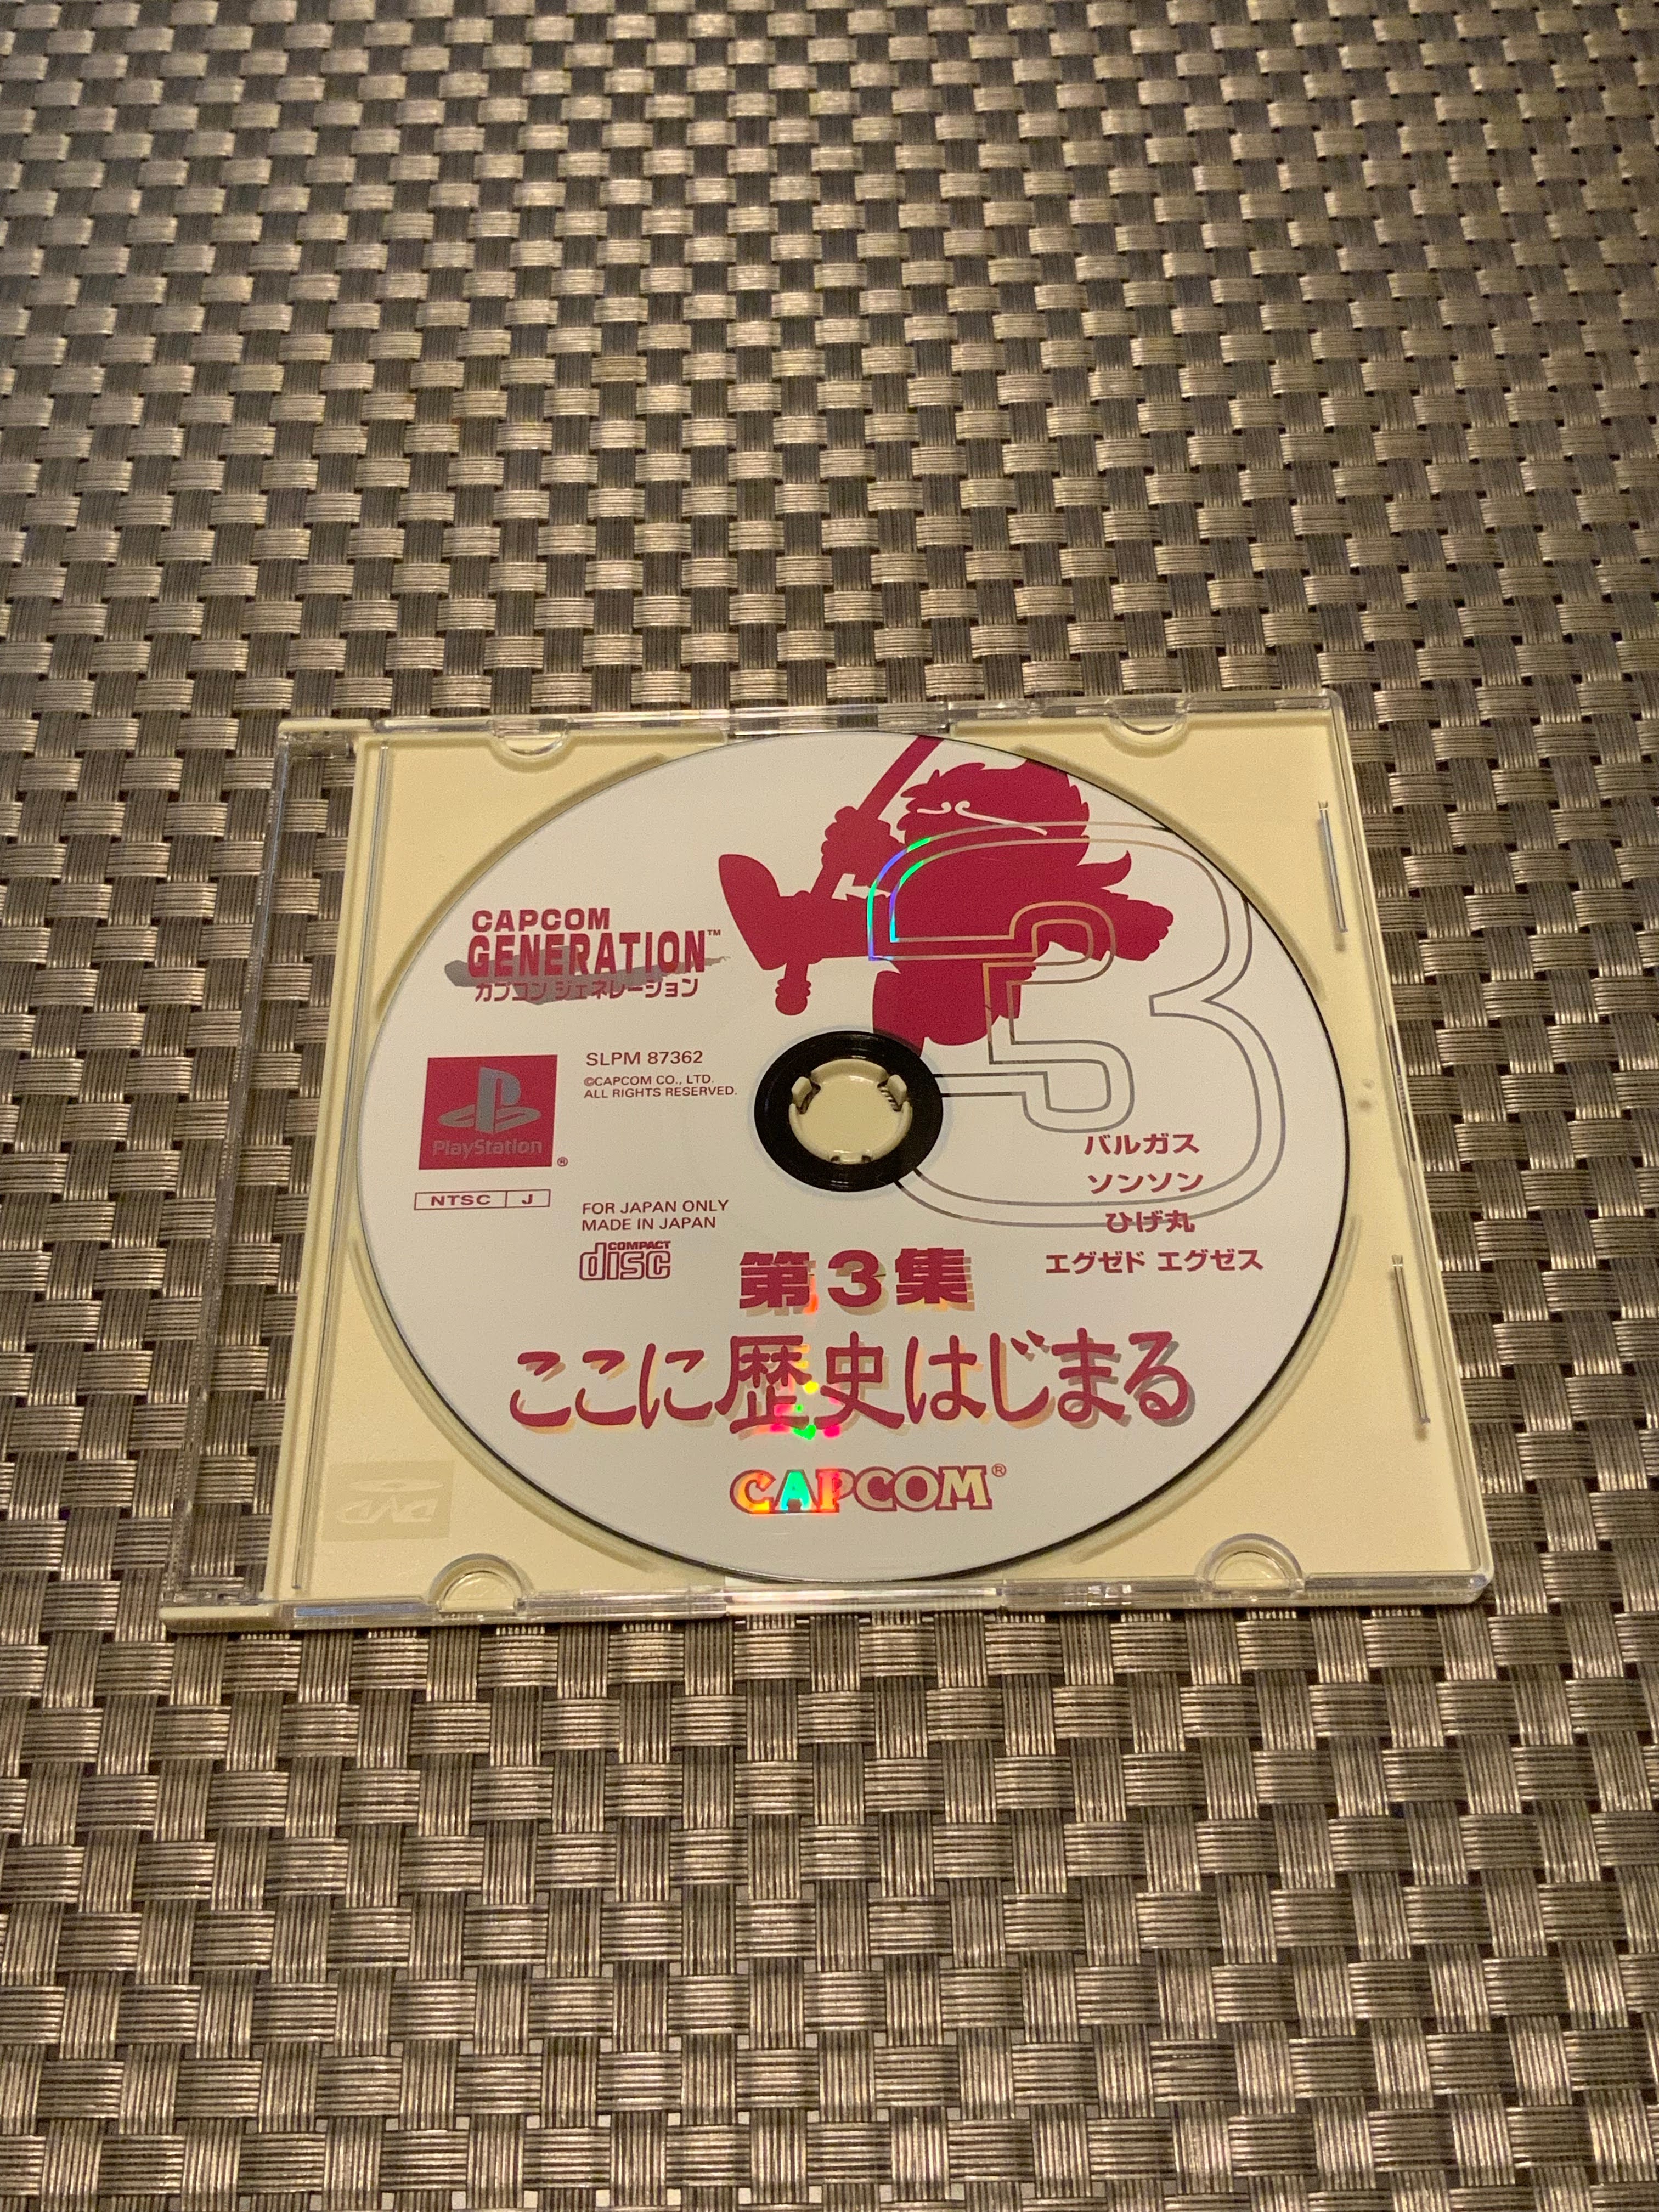 CAPCOM
GENERATION™
カプコン ジェネレーション
PlayStation
®
SLPM 87362
©CAPCOM CO., LTD.
ALL RIGHTS RESERVED.
NTSC J
FOR JAPAN ONLY
MADE IN JAPAN
COMPACT
disc
3
バルガス
ソンソン
ひげ丸
エグゼド エグゼス
第3集
ここに歴史はじまる
CAPCOM®
DVD